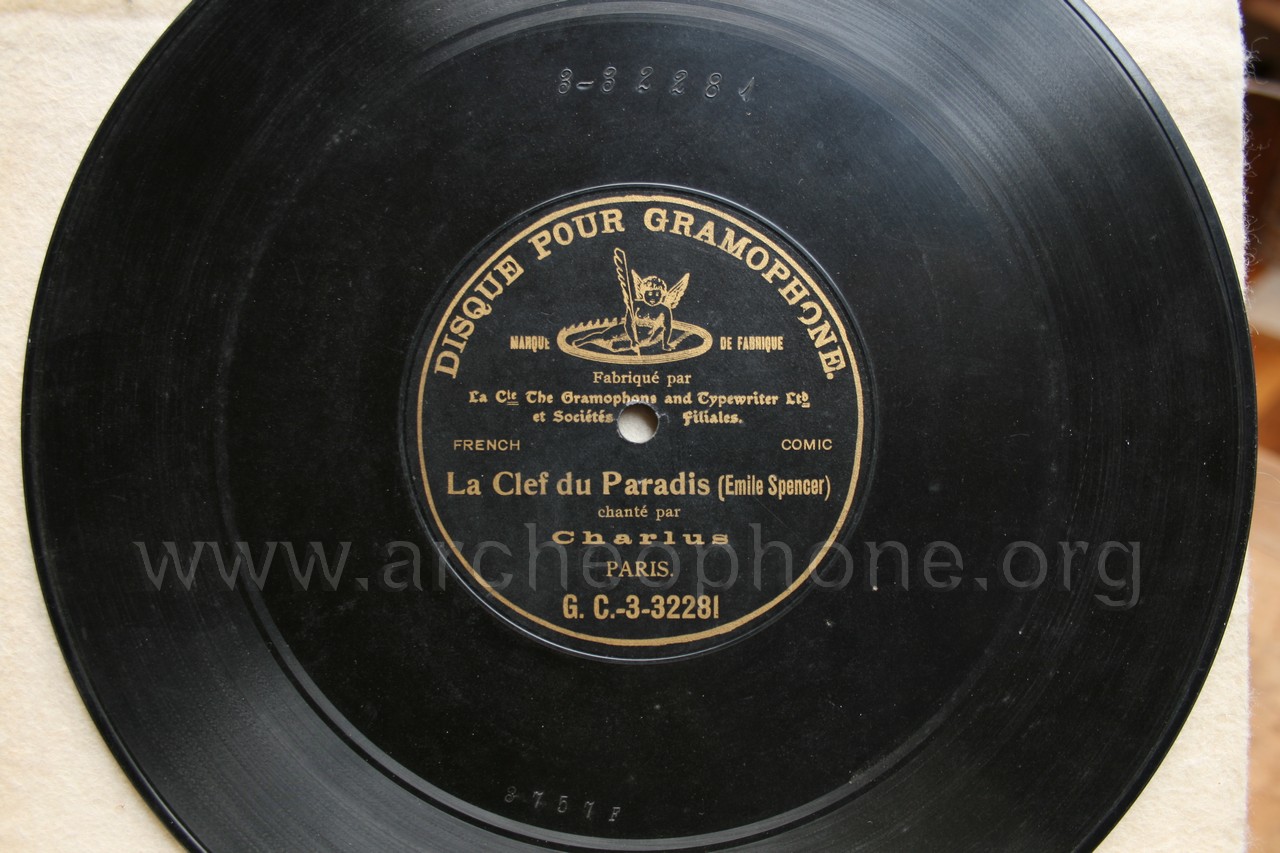 3-32281
DISQUE POUR GRAMOPHONE.
MARQUE DE FABRIQUE
Fabriqué par
La Cie The Gramophone and Typewriter Ltd
et Sociétés Filiales.
FRENCH COMIC
La Clef du Paradis (Emile Spencer)
chanté par
Charlus
www.archeophone.org
PARIS.
G. C.-3-32281
3757F